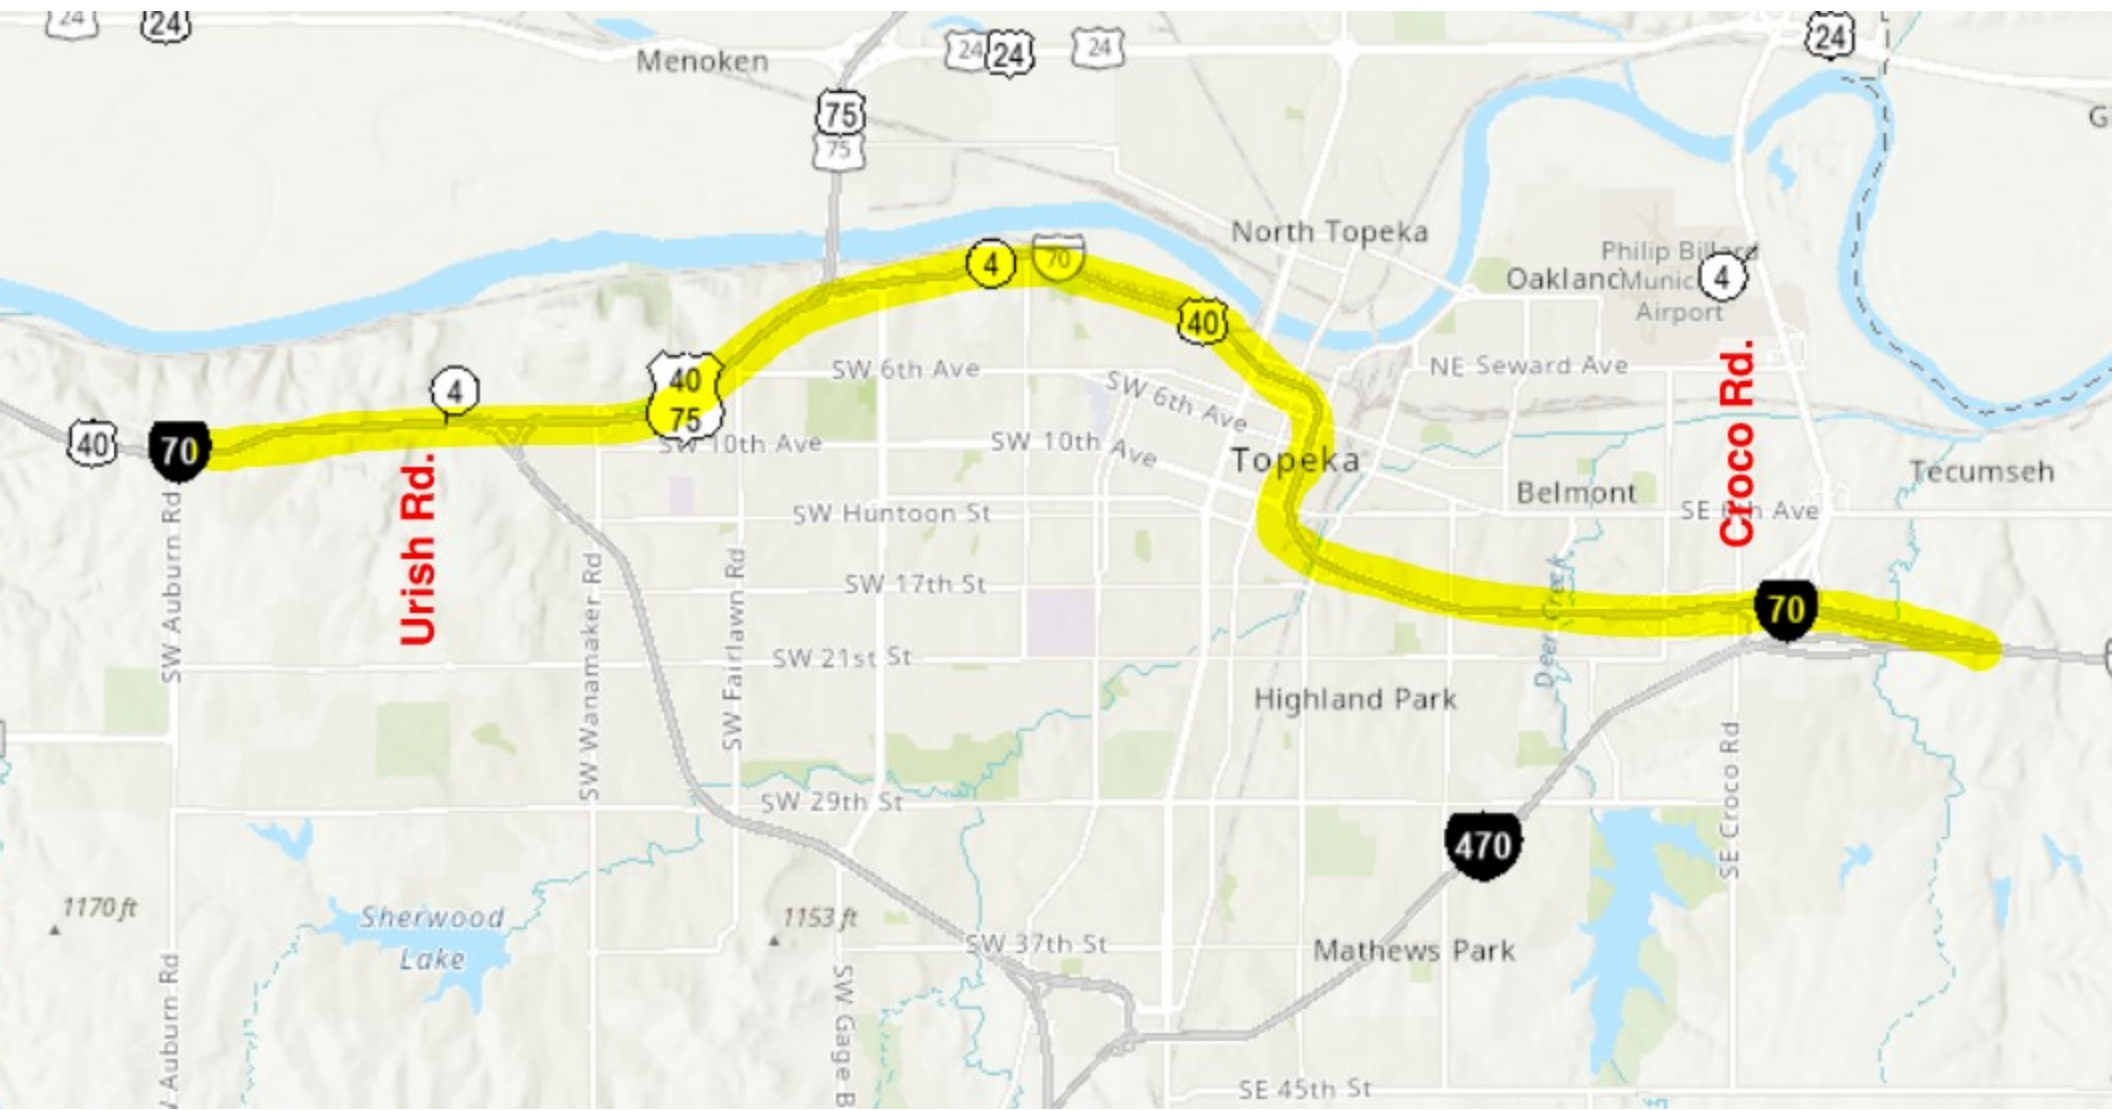 24
24
24
24
24
24
Menoken
75
75
G
North Topeka
Philip Billard
Municipal
Airport
Oakland
4
4
70
40
NE Seward Ave
SW 6th Ave
SW 6th Ave
40
75
4
40
70
SW 10th Ave
SW 10th Ave
Topeka
Croco Rd.
Tecumseh
Belmont
SE 6th Ave
Urish Rd.
SW Huntoon St
SW Auburn Rd
SW Wanamaker Rd
SW Fairlawn Rd
SW 17th St
Deer Creek
70
SW 21st St
Highland Park
SE Croco Rd
SW 29th St
470
1170 ft
Sherwood
Lake
1153 ft
SW 37th St
Mathews Park
Auburn Rd
SW Gage B
SE 45th St